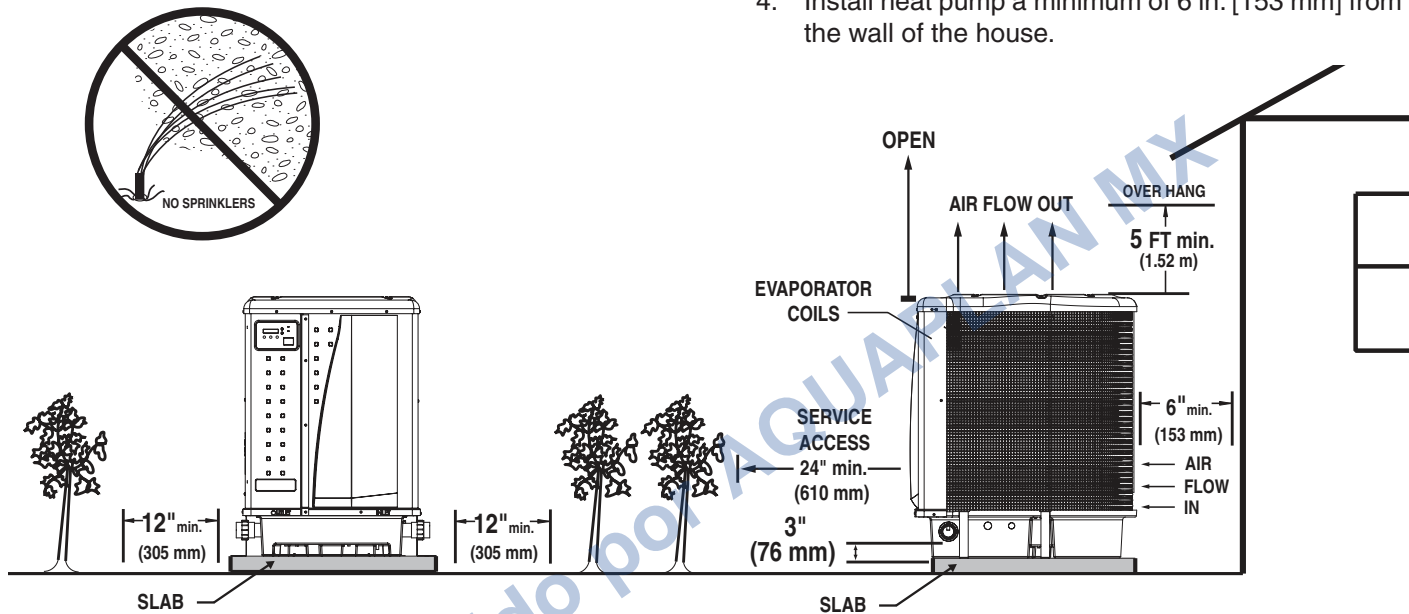 4. Install heat pump a minimum of 6 in. [153 mm] from
the wall of the house.
NO SPRINKLERS
OPEN
AIR FLOW OUT
OVER HANG
5 FT min.
(1.52 m)
EVAPORATOR
COILS
SERVICE
ACCESS
24" min.
(610 mm)
6" min.
(153 mm)
AIR
FLOW
IN
3"
(76 mm)
12" min.
(305 mm)
12" min.
(305 mm)
OUTLET
INLET
SLAB
SLAB
do por AQUAPLAN MX